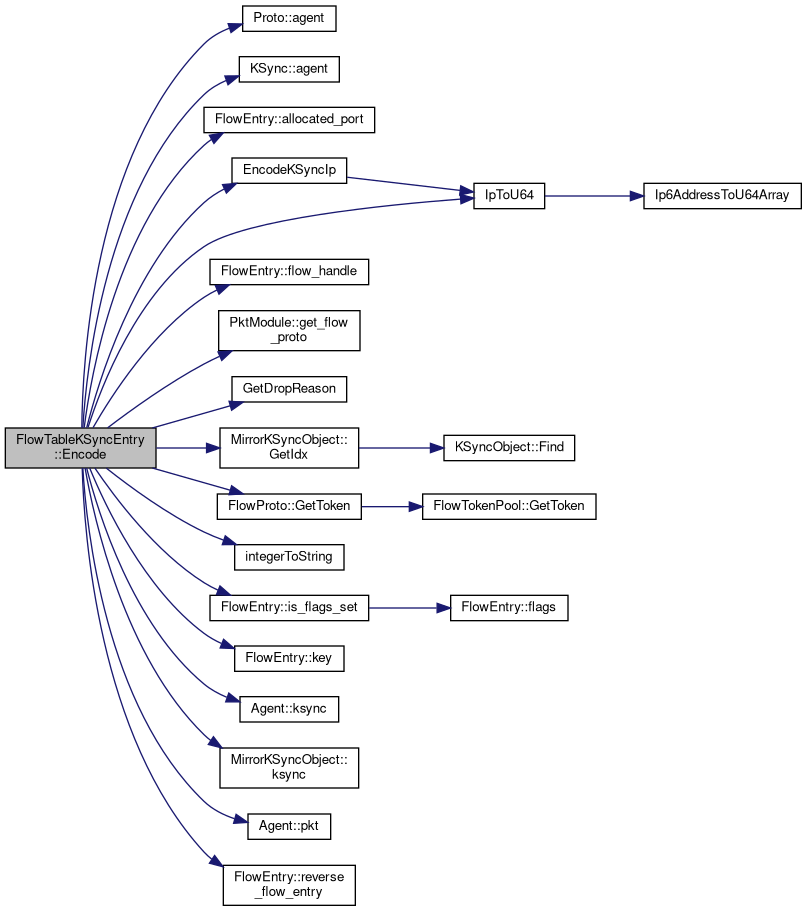 Proto::agent
KSync::agent
FlowEntry::allocated_port
EncodeKSyncIp
IpToU64
Ip6AddressToU64Array
FlowEntry::flow_handle
PktModule::get_flow
_proto
GetDropReason
FlowTableKSyncEntry
::Encode
MirrorKSyncObject::
GetIdx
KSyncObject::Find
FlowProto::GetToken
FlowTokenPool::GetToken
integerToString
FlowEntry::is_flags_set
FlowEntry::flags
FlowEntry::key
Agent::ksync
MirrorKSyncObject::
ksync
Agent::pkt
FlowEntry::reverse
_flow_entry